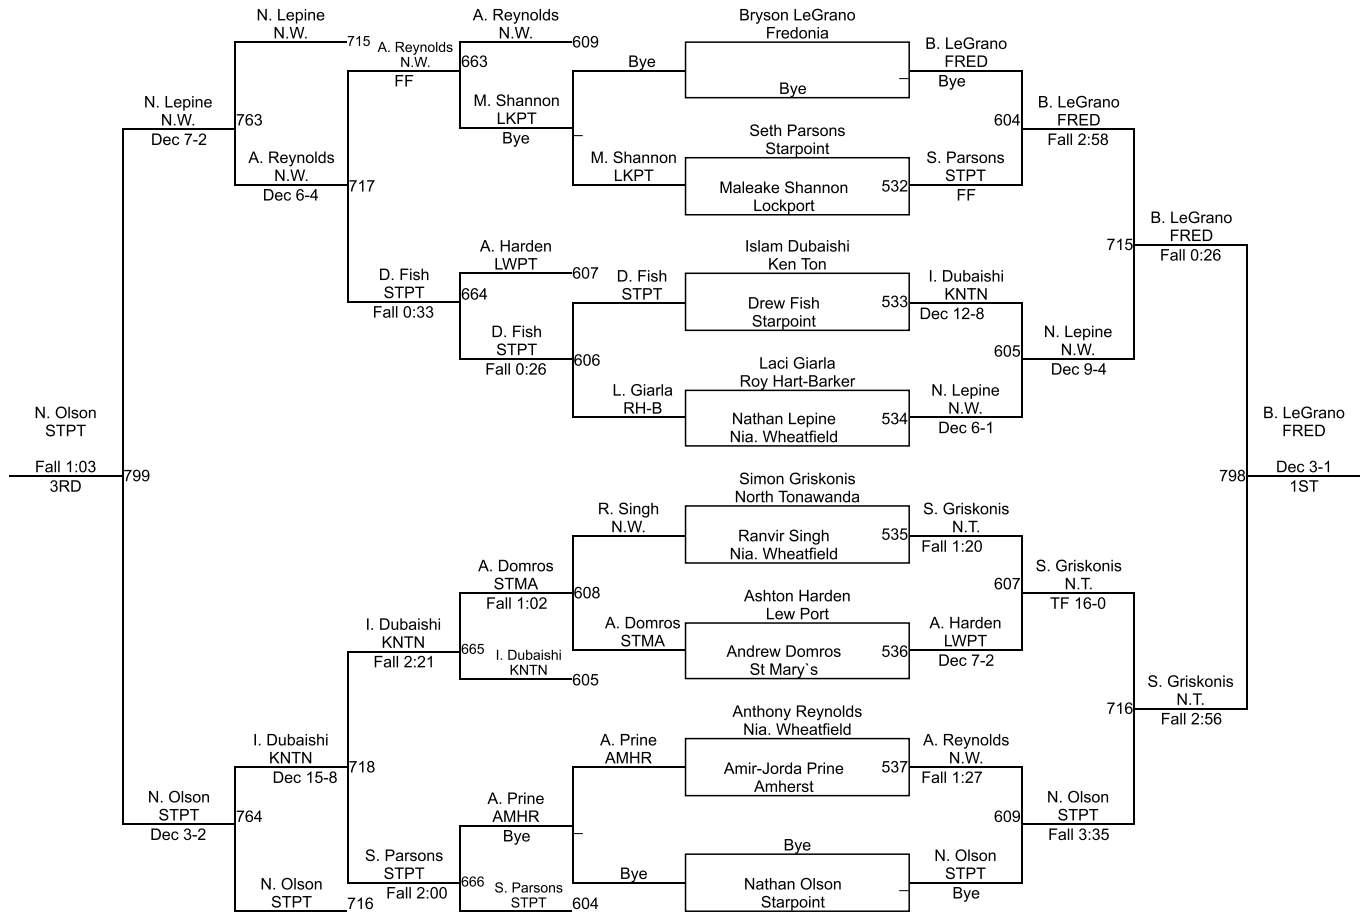 N. Lepine
N.W.
715
A. Reynolds
N.W.
FF
663
A. Reynolds
N.W.
609
M. Shannon
LKPT
Bye
Bye
Bryson LeGrano
Fredonia
Bye
B. LeGrano
FRED
Bye
N. Lepine
N.W.
Dec 7-2
763
A. Reynolds
N.W.
Dec 6-4
717
M. Shannon
LKPT
Seth Parsons
Starpoint
Maleake Shannon
Lockport
532
S. Parsons
STPT
FF
604
B. LeGrano
FRED
Fall 2:58
D. Fish
STPT
Fall 0:33
664
A. Harden
LWPT
607
D. Fish
STPT
Fall 0:26
606
D. Fish
STPT
Islam Dubaishi
Ken Ton
Drew Fish
Starpoint
533
I. Dubaishi
KNTN
Dec 12-8
715
B. LeGrano
FRED
Fall 0:26
L. Giarla
RH-B
Laci Giarla
Roy Hart-Barker
Nathan Lepine
Nia. Wheatfield
534
N. Lepine
N.W.
Dec 6-1
605
N. Lepine
N.W.
Dec 9-4
N. Olson
STPT
Fall 1:03
3RD
799
798
B. LeGrano
FRED
Dec 3-1
1ST
R. Singh
N.W.
Simon Griskonis
North Tonawanda
Ranvir Singh
Nia. Wheatfield
535
S. Griskonis
N.T.
Fall 1:20
A. Domros
STMA
Fall 1:02
608
607
S. Griskonis
N.T.
TF 16-0
I. Dubaishi
KNTN
Fall 2:21
665
I. Dubaishi
KNTN
605
A. Domros
STMA
Ashton Harden
Lew Port
Andrew Domros
St Mary`s
536
A. Harden
LWPT
Dec 7-2
716
S. Griskonis
N.T.
Fall 2:56
I. Dubaishi
KNTN
Dec 15-8
718
A. Prine
AMHR
Anthony Reynolds
Nia. Wheatfield
Amir-Jorda Prine
Amherst
537
A. Reynolds
N.W.
Fall 1:27
N. Olson
STPT
Dec 3-2
764
A. Prine
AMHR
Bye
609
N. Olson
STPT
Fall 3:35
N. Olson
STPT
716
S. Parsons
STPT
Fall 2:00
666
S. Parsons
STPT
604
Bye
Bye
Nathan Olson
Starpoint
N. Olson
STPT
Bye